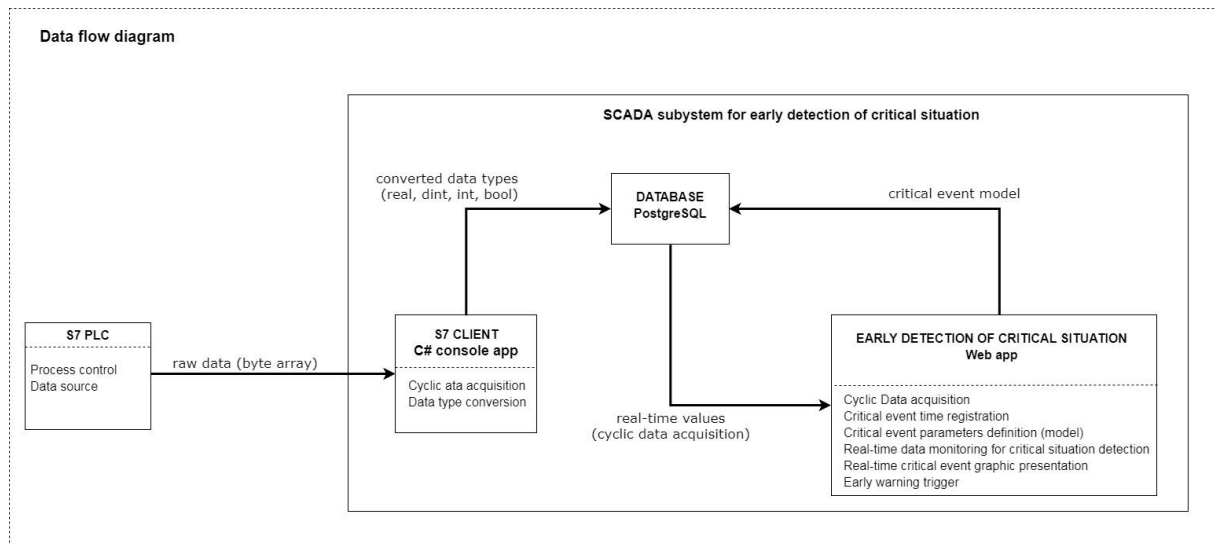 Data flow diagram
SCADA subystem for early detection of critical situation
converted data types
(real, dint, int, bool)
DATABASE
PostgreSQL
critical event model
S7 PLC
Process control
Data source
raw data (byte array)
S7 CLIENT
C# console app
Cyclic ata acquisition
Data type conversion
real-time values
(cyclic data acquisition)
EARLY DETECTION OF CRITICAL SITUATION
Web app
Cyclic Data acquisition
Critical event time registration
Critical event parameters definition (model)
Real-time data monitoring for critical situation detection
Real-time critical event graphic presentation
Early warning trigger